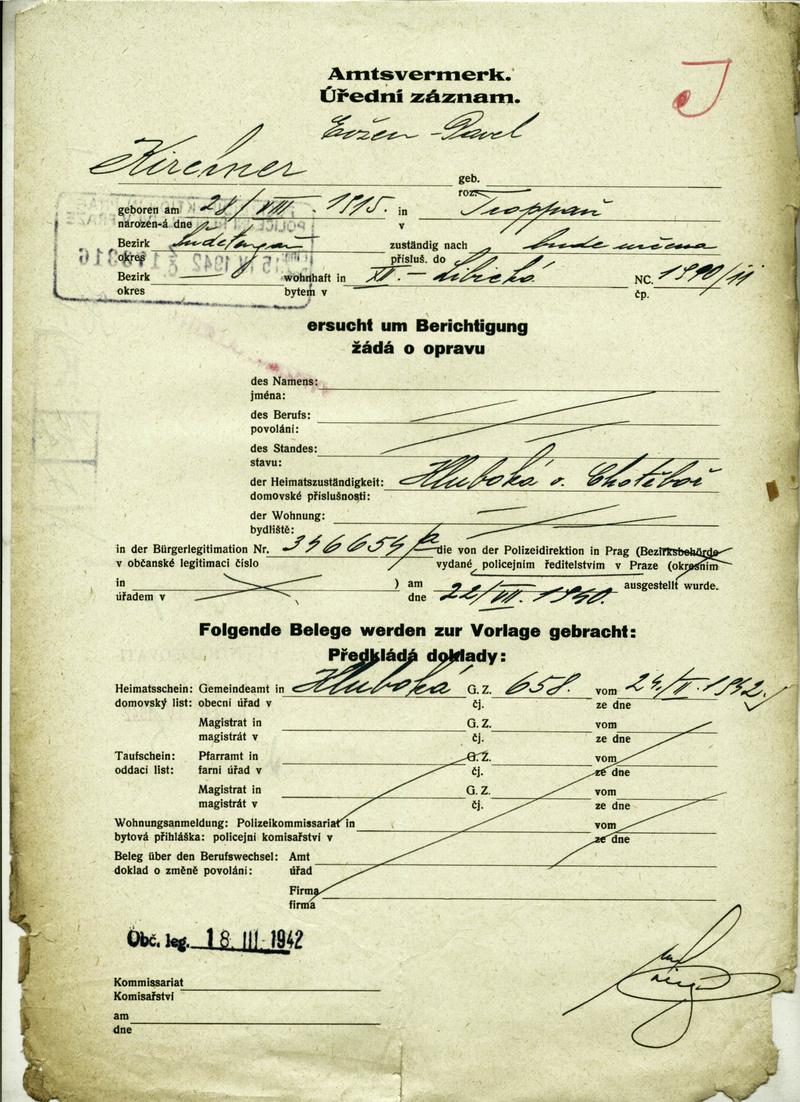 Amtsvermerk.
Úřední záznam.
J
Evžen-Pavel
Kirchner
geb.
roz.
geboren am 28/VIII. 1915. in Troppau
narozen-á dne v
Bezirk Sudetengau zuständig nach bude určena
okres přísluš. do
Bezirk wohnhaft in XII.- Libická NC. 1990/11
okres bytem v čp.
ersucht um Berichtigung
žádá o opravu
des Namens:
jména:
des Berufs:
povolání:
des Standes:
stavu:
der Heimatszuständigkeit: Hluboká o. Chotěboř
domovské příslušnosti:
der Wohnung:
bydliště:
in der Bürgerlegitimation Nr. 346654/a die von der Polizeidirektion in Prag (Bezirksbehörde
v občanské legitimaci číslo vydané policejním ředitelstvím v Praze (okresním
in ) am 22/VII. 1940. ausgestellt wurde.
úřadem v dne
Folgende Belege werden zur Vorlage gebracht:
Předkládá doklady:
Heimatsschein: Gemeindeamt in Hluboká G. Z. 658. vom 24./II. 1942.
domovský list: obecní úřad v čj. ze dne
Magistrat in G. Z. vom
magistrát v čj. ze dne
Taufschein: Pfarramt in G. Z. vom
oddací list: farní úřad v čj. ze dne
Magistrat in G. Z. vom
magistrát v čj. ze dne
Wohnungsanmeldung: Polizeikommissariat in vom
bytová přihláška: policejní komisařství v ze dne
Beleg über den Berufswechsel: Amt
doklad o změně povolání: úřad
Firma
firma
Obč. leg. 18. III. 1942
Kommissariat
Komisařství
am
dne